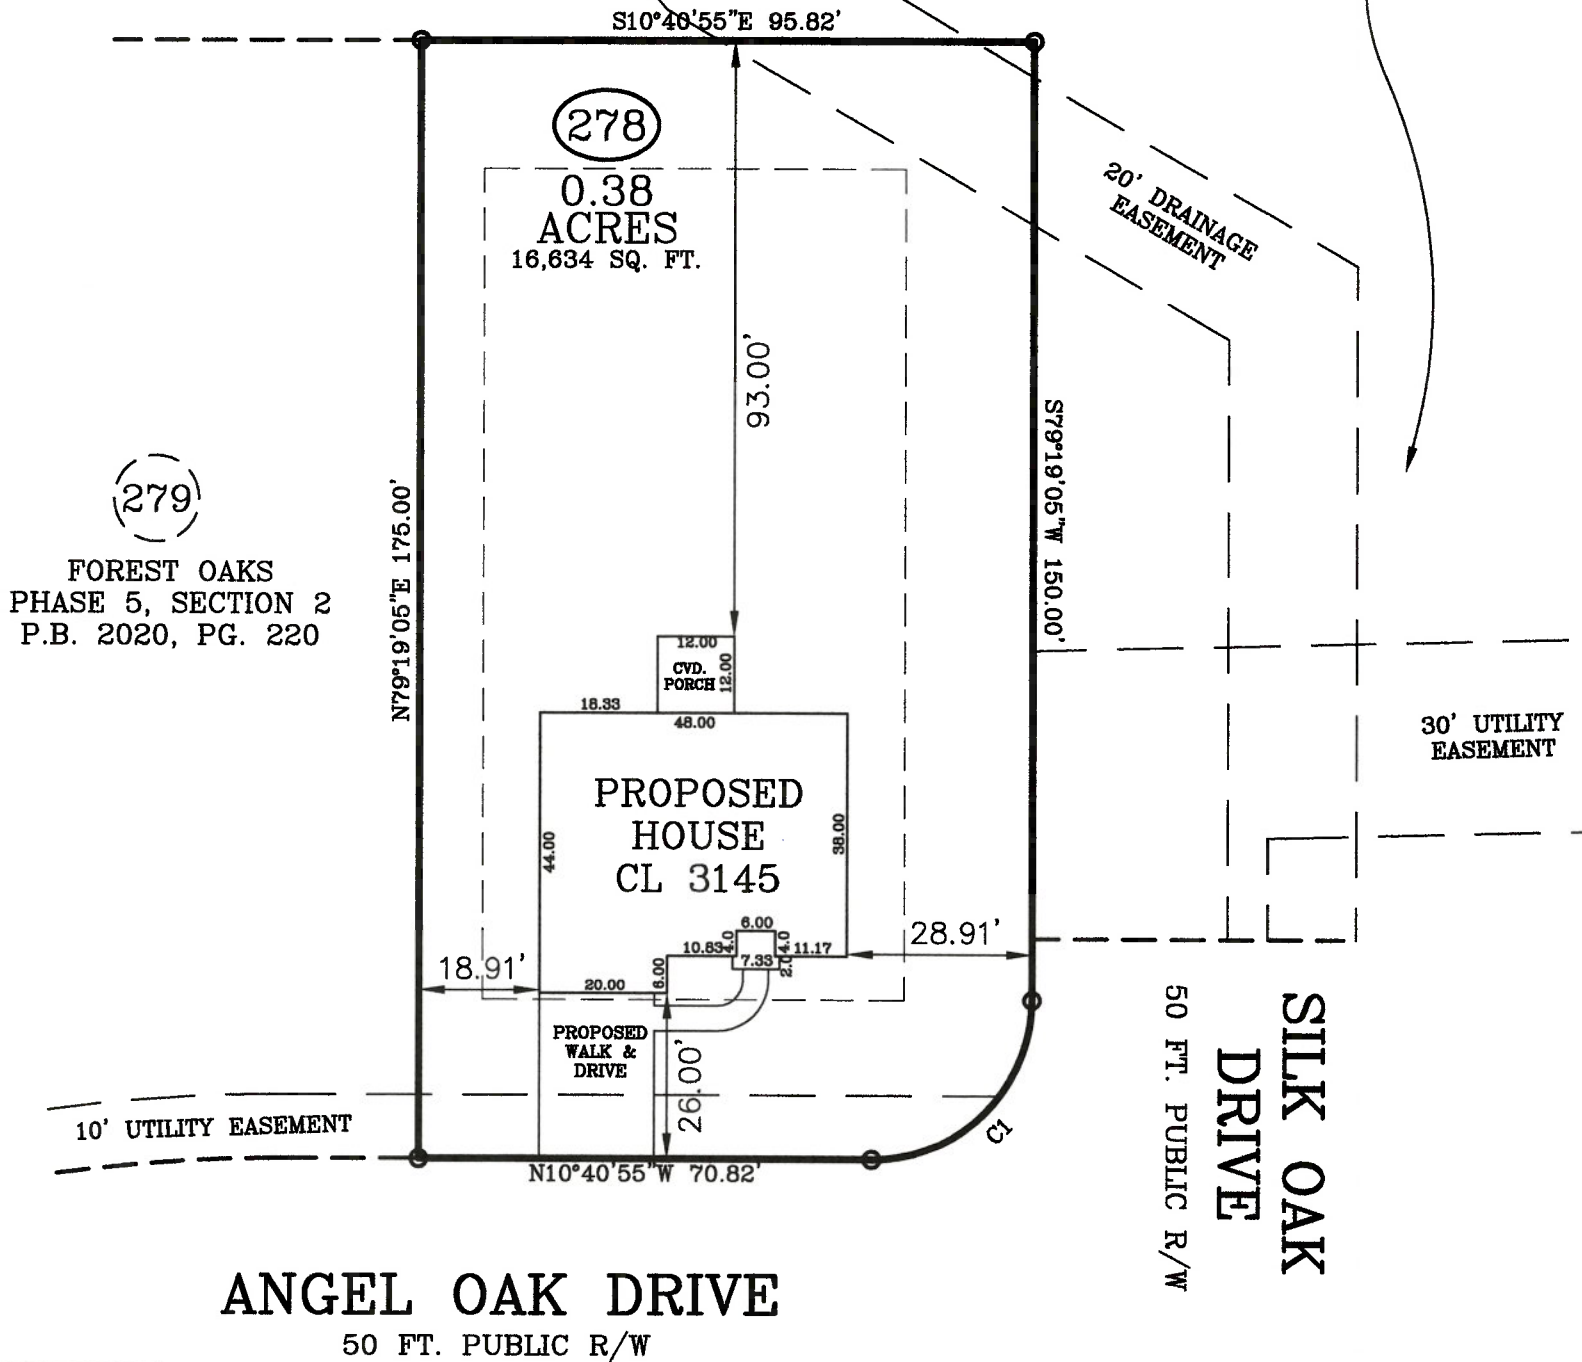 S10°40'55"E 95.82'
278
0.38
ACRES
16,634 SQ. FT.
20' DRAINAGE
EASEMENT
93.00'
S79°19'05"W 150.00'
N79°19'05"E 175.00'
279
FOREST OAKS
PHASE 5, SECTION 2
P.B. 2020, PG. 220
12.00
CVD.
PORCH
12.00
18.33
48.00
30' UTILITY
EASEMENT
PROPOSED
HOUSE
CL 3145
44.00
38.00
6.00
10.83
4.0
4.0
11.17
7.33
2.0
28.91'
18.91'
20.00
6.00
PROPOSED
WALK &
DRIVE
26.00'
10' UTILITY EASEMENT
C1
N10°40'55"W 70.82'
SILK OAK
DRIVE
50 FT. PUBLIC R/W
ANGEL OAK DRIVE
50 FT. PUBLIC R/W